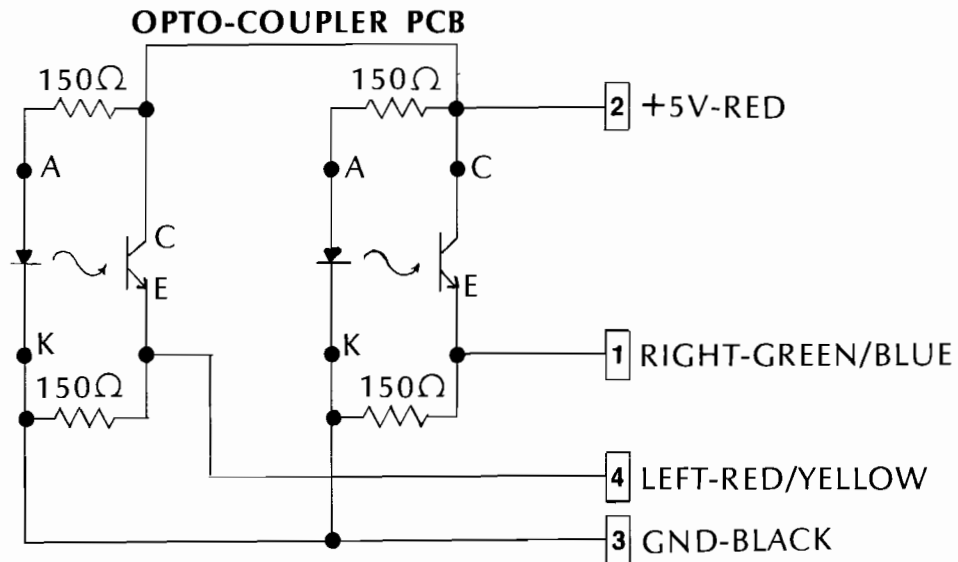 OPTO-COUPLER PCB
150Ω
150Ω
2 +5V-RED
A
A
C
C
E
E
K
K
1 RIGHT-GREEN/BLUE
150Ω
150Ω
4 LEFT-RED/YELLOW
3 GND-BLACK